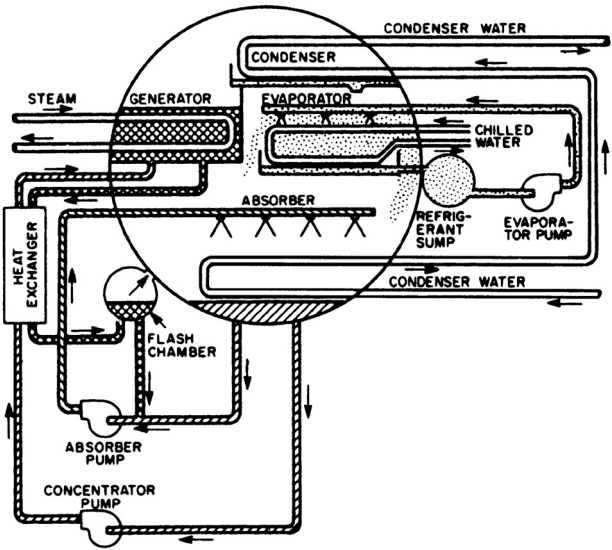 CONDENSER WATER
CONDENSER
STEAM
GENERATOR
EVAPORATOR
CHILLED
WATER
ABSORBER
REFRIG-
ERANT
SUMP
EVAPORA-
TOR PUMP
HEAT
EXCHANGER
CONDENSER WATER
FLASH
CHAMBER
ABSORBER
PUMP
CONCENTRATOR
PUMP